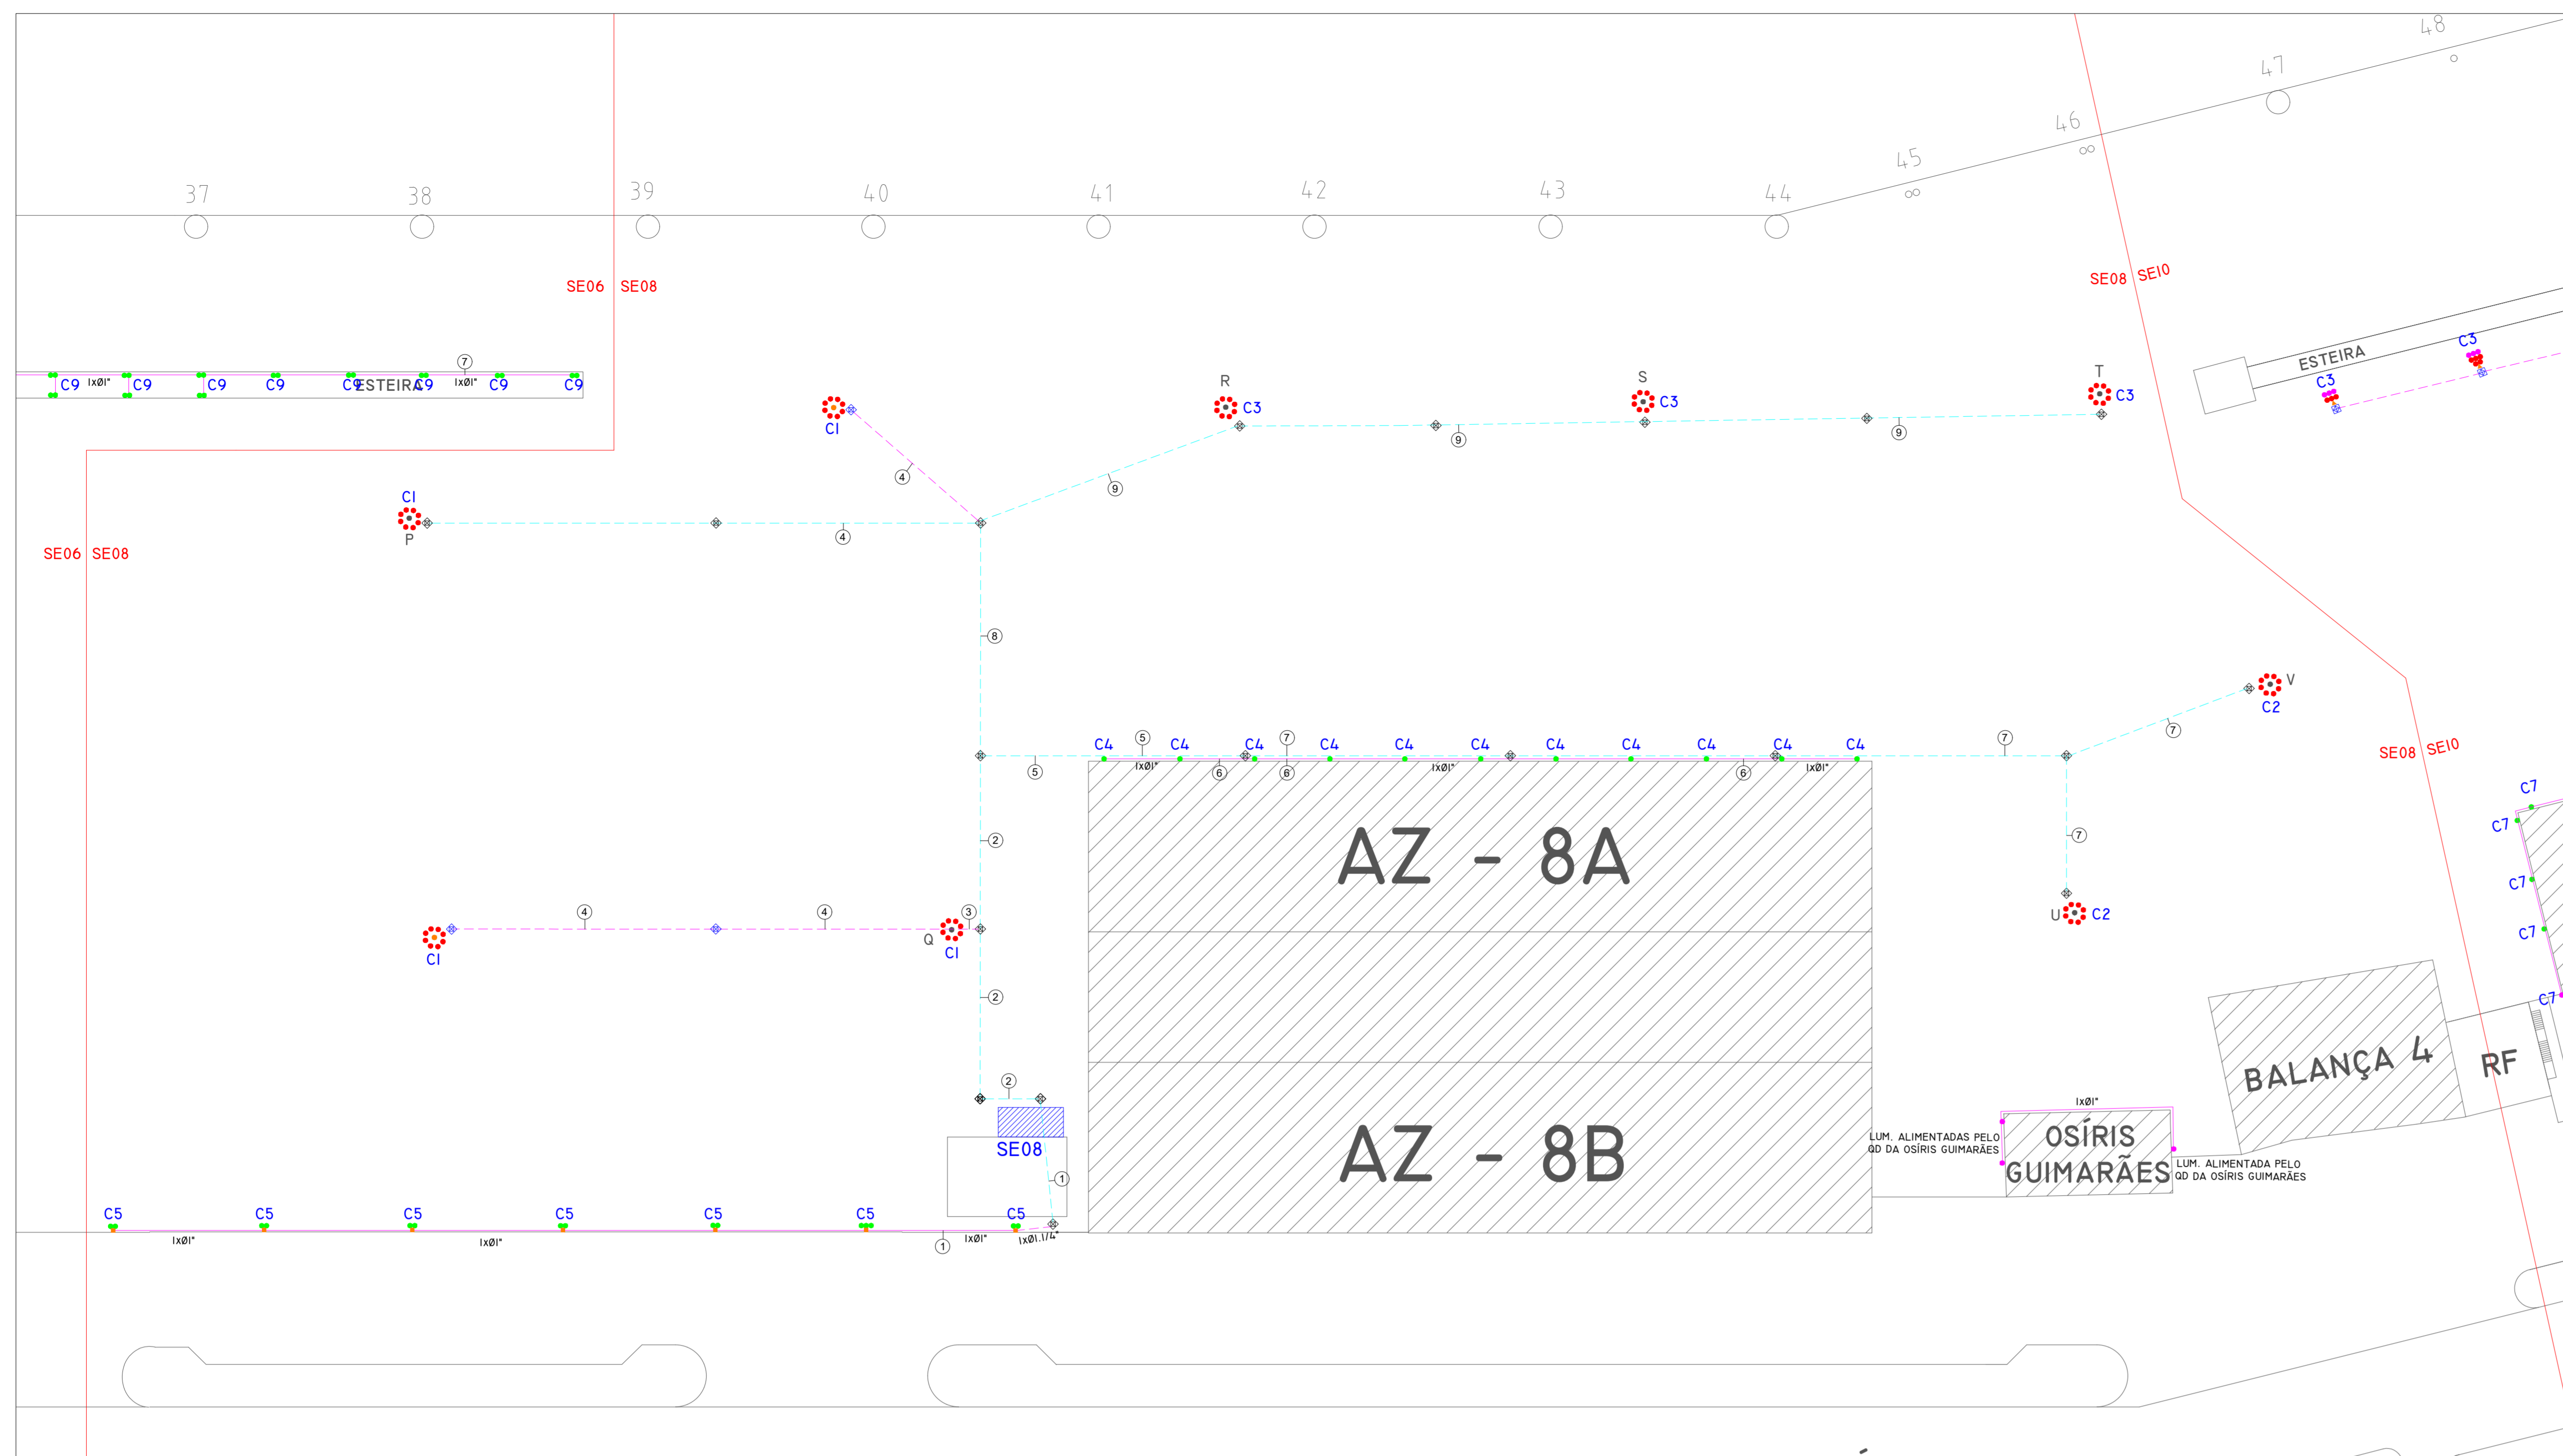 48
47
46
45
37
38
39
40
41
42
43
44
SE06
SE08
SE08
SE10
7
C9
1xØ1"
C9
C9
C9
C9
ESTEIRA
C9
1xØ1"
C9
C9
C1
R
C3
S
C3
T
C3
C3
C3
ESTEIRA
4
9
9
9
C1
P
4
SE06
SE08
8
V
C2
7
5
7
7
C4
C4
C4
C4
C4
C4
C4
C4
C4
C4
C4
SE08
SE10
5
1xØ1"
6
6
1xØ1"
6
1xØ1"
C7
C7
C7
C7
C7
2
7
AZ - 8A
4
4
3
Q
C1
C1
U
C2
2
2
BALANÇA 4
RF
1xØ1"
SE08
1
AZ - 8B
LUM. ALIMENTADAS PELO
QD DA OSÍRIS GUIMARÃES
OSÍRIS
GUIMARÃES
LUM. ALIMENTADA PELO
QD DA OSÍRIS GUIMARÃES
C5
C5
C5
C5
C5
C5
C5
1xØ1"
1xØ1"
1
1xØ1"
1xØ1.1/4"